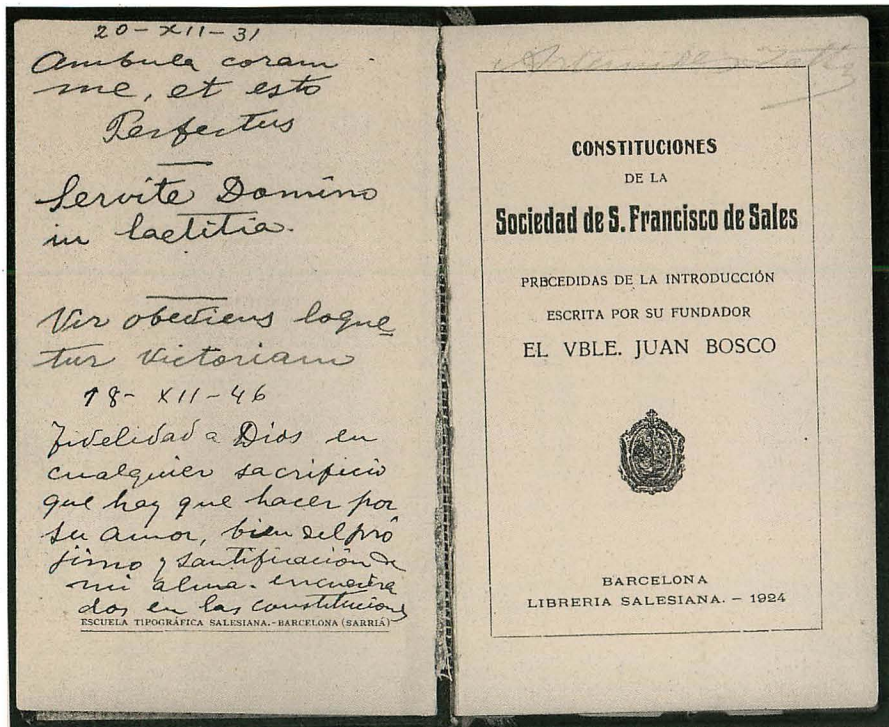 20-XII-31
Ambula coram
me, et esto
Perfectus
Servite Domino
in laetitia.
Vir obediens loque
tur victoriam
18- XII-46
Fidelidad a Dios en
cualquier sacrificio
que hay que hacer por
su amor, bien del pró
jimo y santificación de
mi alma. encuadra
dos en las constituciones
ESCUELA TIPOGRÁFICA SALESIANA.-BARCELONA (SARRIÁ)
CONSTITUCIONES
DE LA
Sociedad de S. Francisco de Sales
PRECEDIDAS DE LA INTRODUCCIÓN
ESCRITA POR SU FUNDADOR
EL VBLE. JUAN BOSCO
BARCELONA
LIBRERIA SALESIANA. - 1924